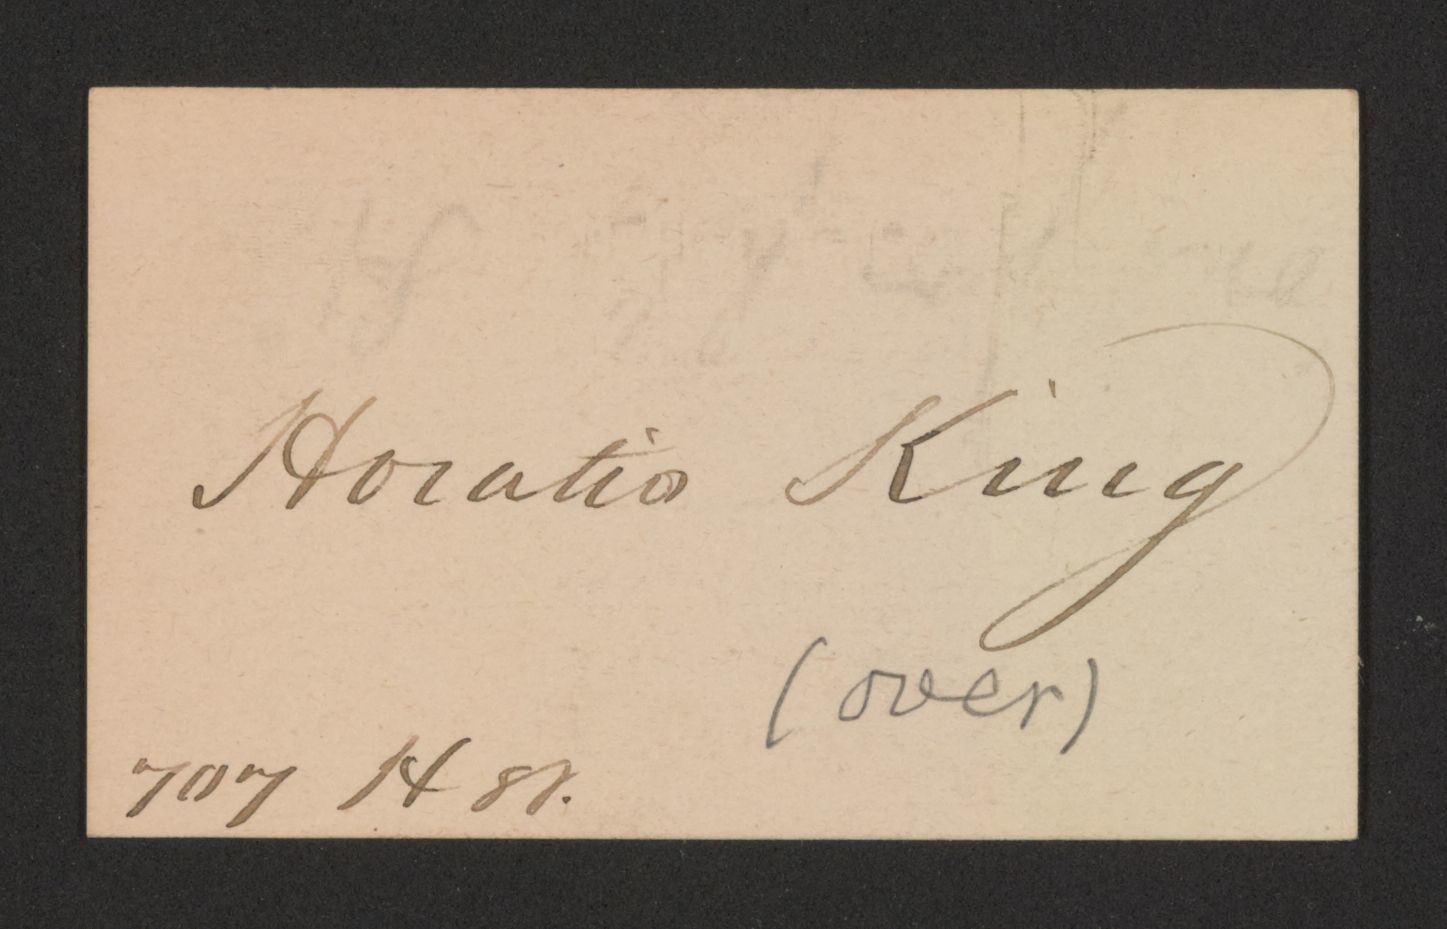 Horatio King
(over)
707 H St.